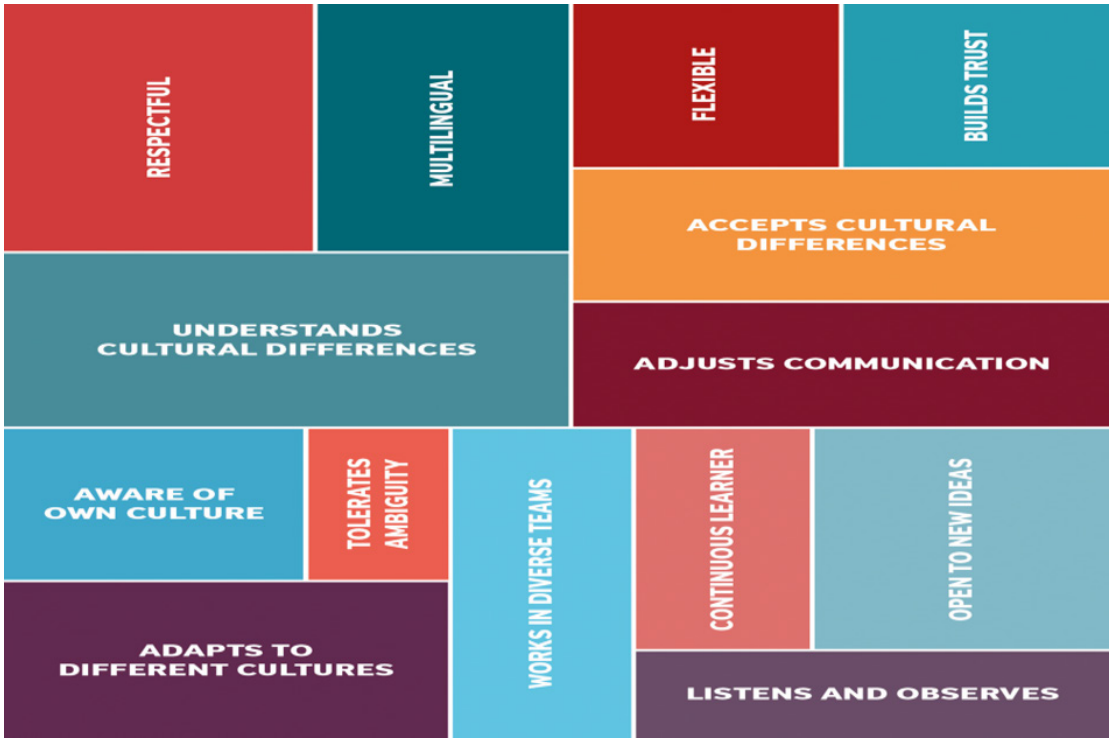 RESPECTFUL
MULTILINGUAL
FLEXIBLE
BUILDS TRUST
ACCEPTS CULTURAL
DIFFERENCES
UNDERSTANDS
CULTURAL DIFFERENCES
ADJUSTS COMMUNICATION
AWARE OF
OWN CULTURE
TOLERATES
AMBIGUITY
WORKS IN DIVERSE TEAMS
CONTINUOUS LEARNER
OPEN TO NEW IDEAS
ADAPTS TO
DIFFERENT CULTURES
LISTENS AND OBSERVES